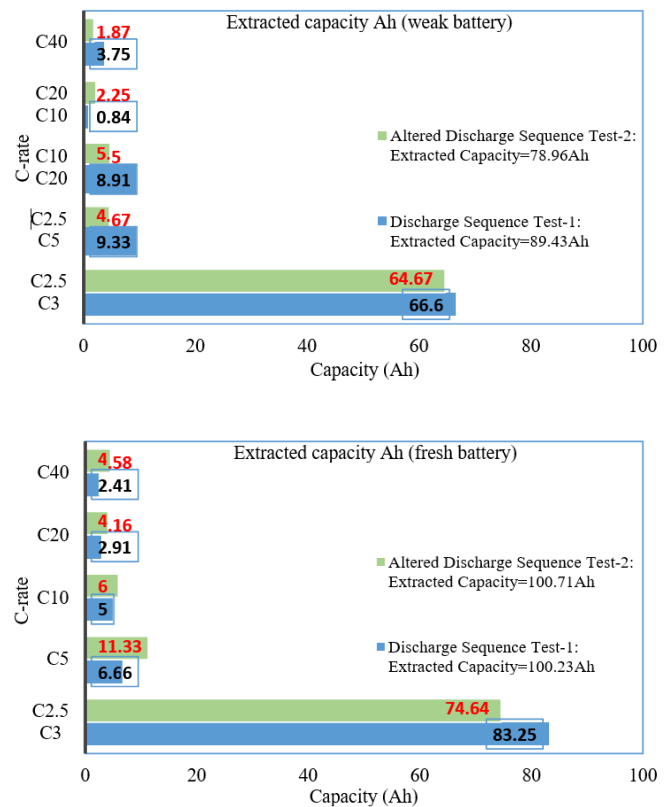 Extracted capacity Ah (weak battery)
C40
1.87
3.75
C20
2.25
C10
0.84
C10
5.5
C20
8.91
C2.5
4.67
C5
9.33
C2.5
64.67
C3
66.6
C-rate
Altered Discharge Sequence Test-2:
Extracted Capacity=78.96Ah
Discharge Sequence Test-1:
Extracted Capacity=89.43Ah
0 20 40 60 80 100
Capacity (Ah)
Extracted capacity Ah (fresh battery)
C40
4.58
2.41
C20
4.16
2.91
C10
6
5
C5
11.33
6.66
C2.5
74.64
C3
83.25
C-rate
Altered Discharge Sequence Test-2:
Extracted Capacity=100.71Ah
Discharge Sequence Test-1:
Extracted Capacity=100.23Ah
0 20 40 60 80 100
Capacity (Ah)